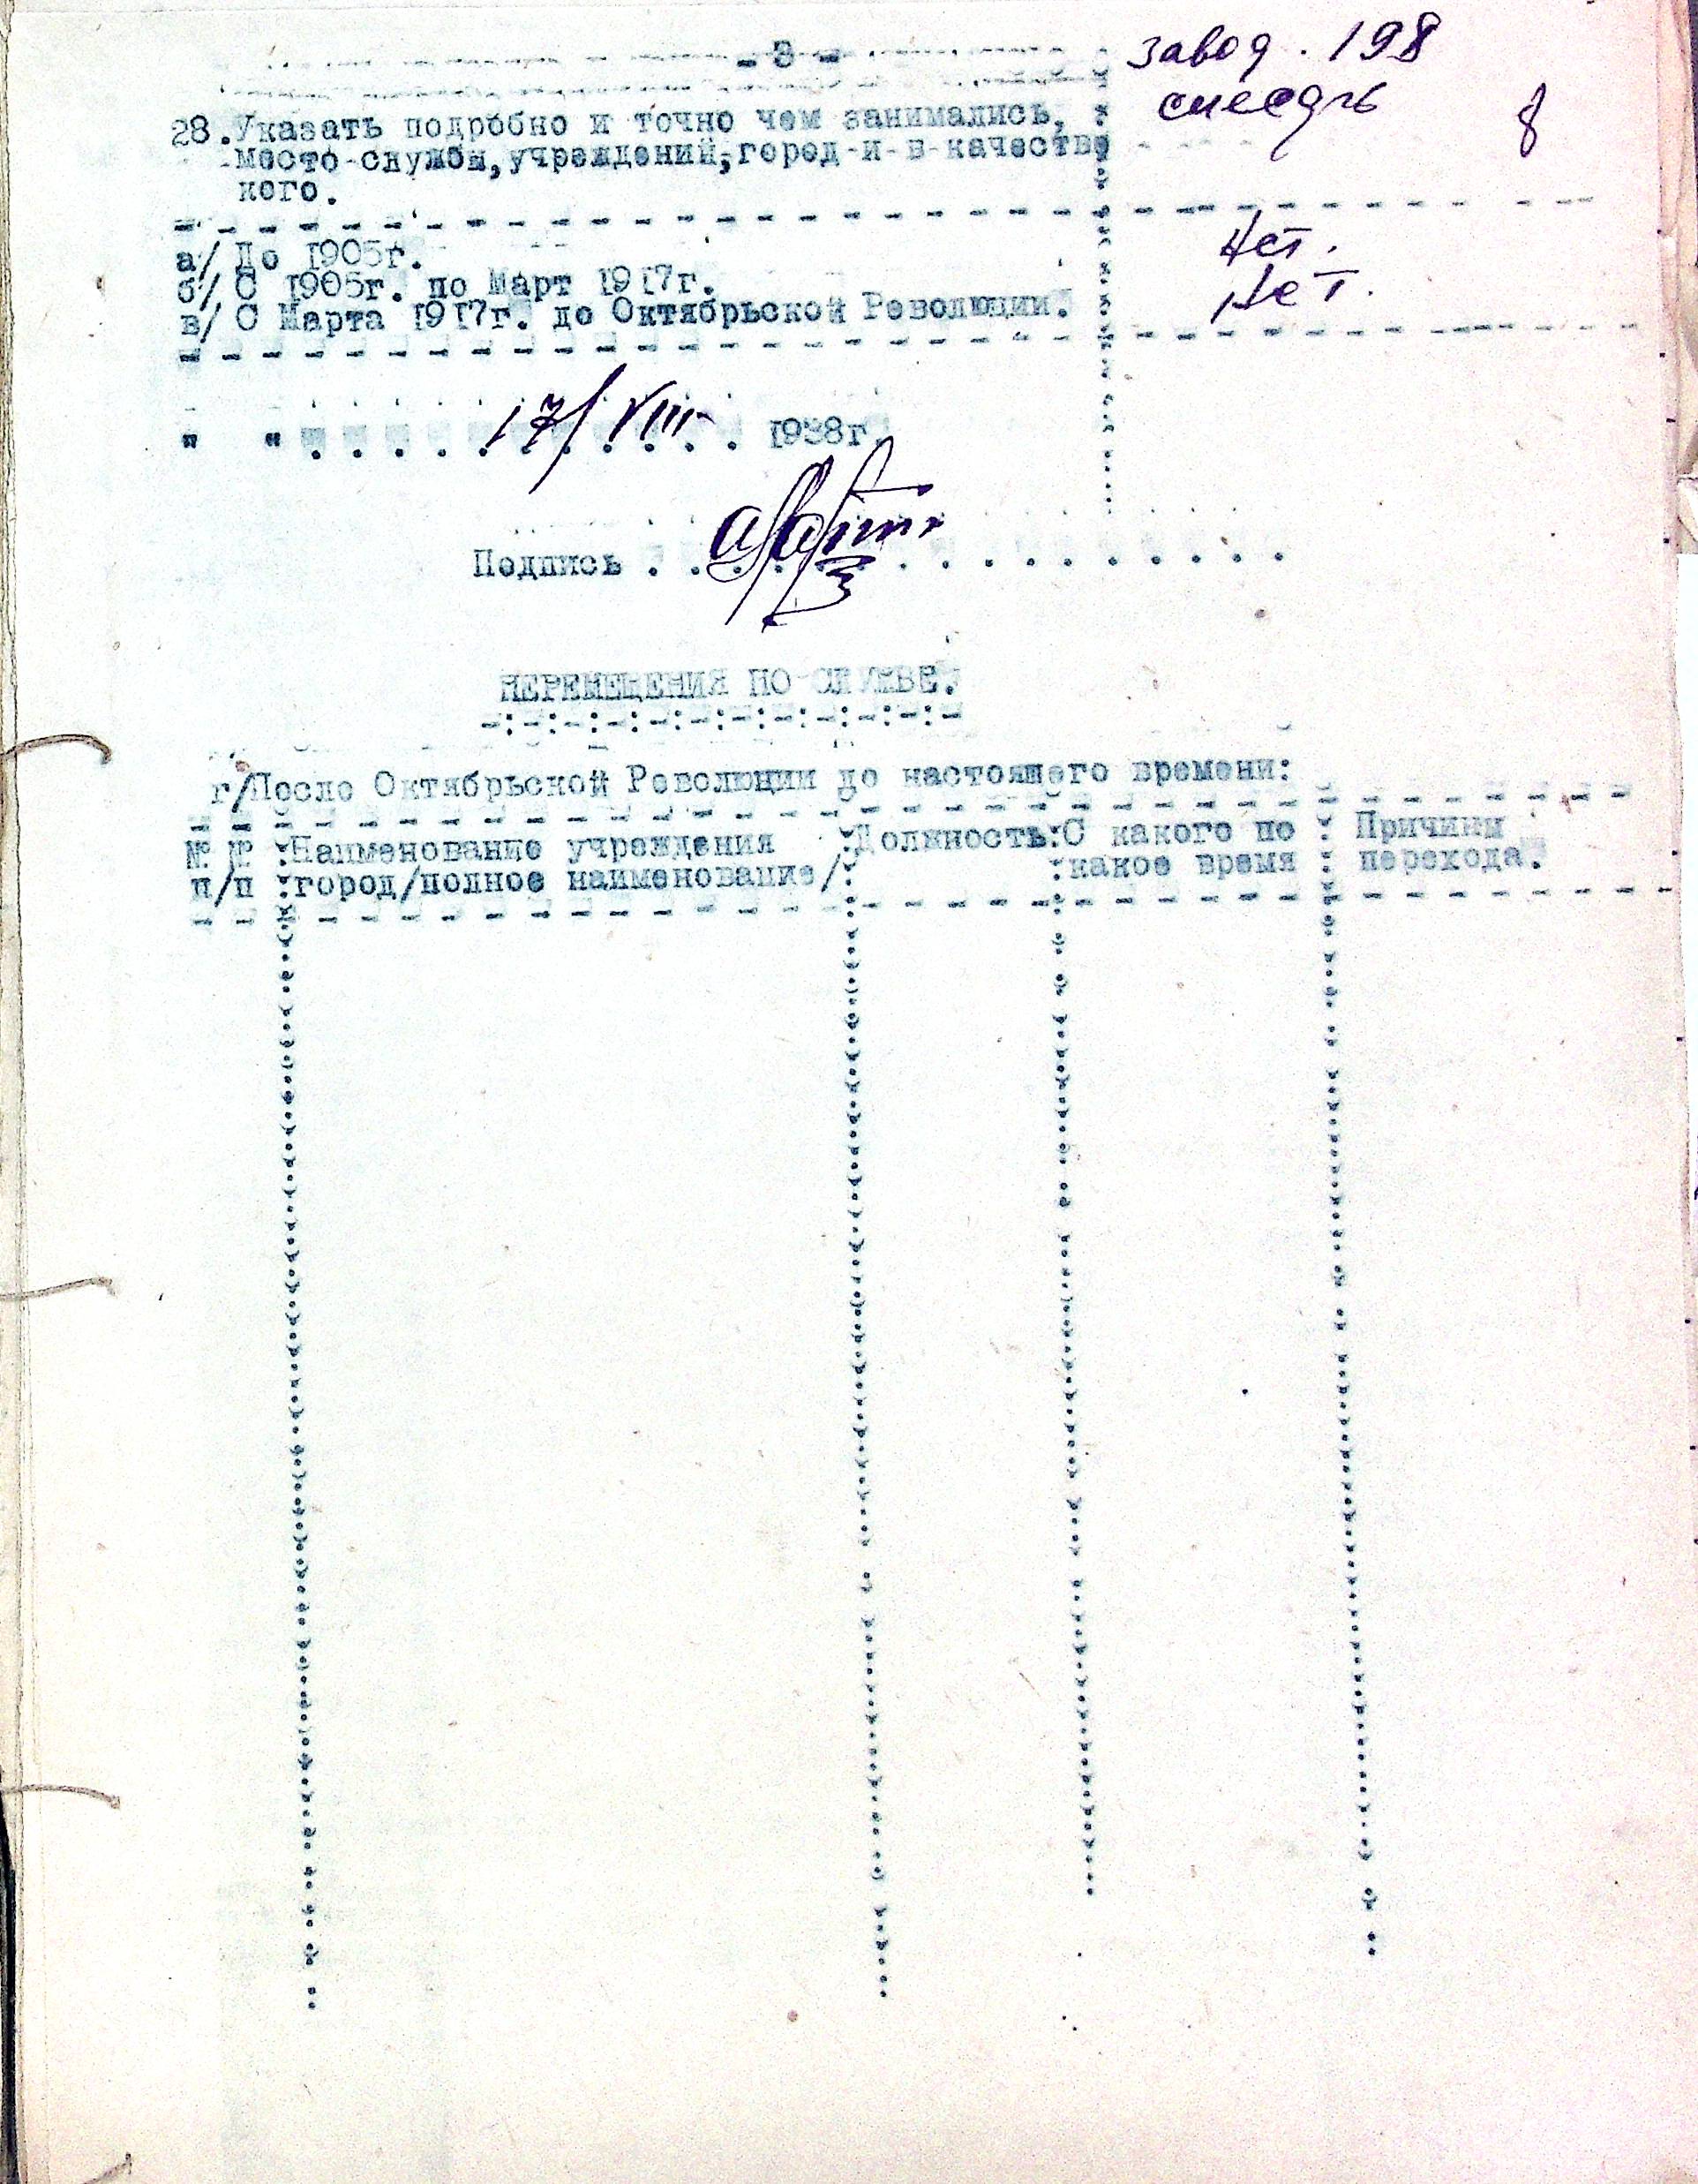 - 3 -
завод. 198
слесарь
8
28. Указать подробно и точно чем занимались,
место службы, учреждений, город и в качестве
кого.
а/ До 1905г.
Нет.
б/ С 1905г. по Март 1917г.
Нет.
в/ С Марта 1917г. до Октябрьской Революции.
" " . . . . 17/VIII . . 1938г.
Подпись . . . . . . . . . . . . . . .
ПЕРЕМЕЩЕНИЯ ПО СЛУЖБЕ.
-:-:-:-:-:-:-:-:-:-:-:-
г/После Октябрьской Революции до настоящего времени:
№ № :Наименование учреждения :Должность:С какого по : Причины
п/п :город/полное наименование/: :какое время : перехода.